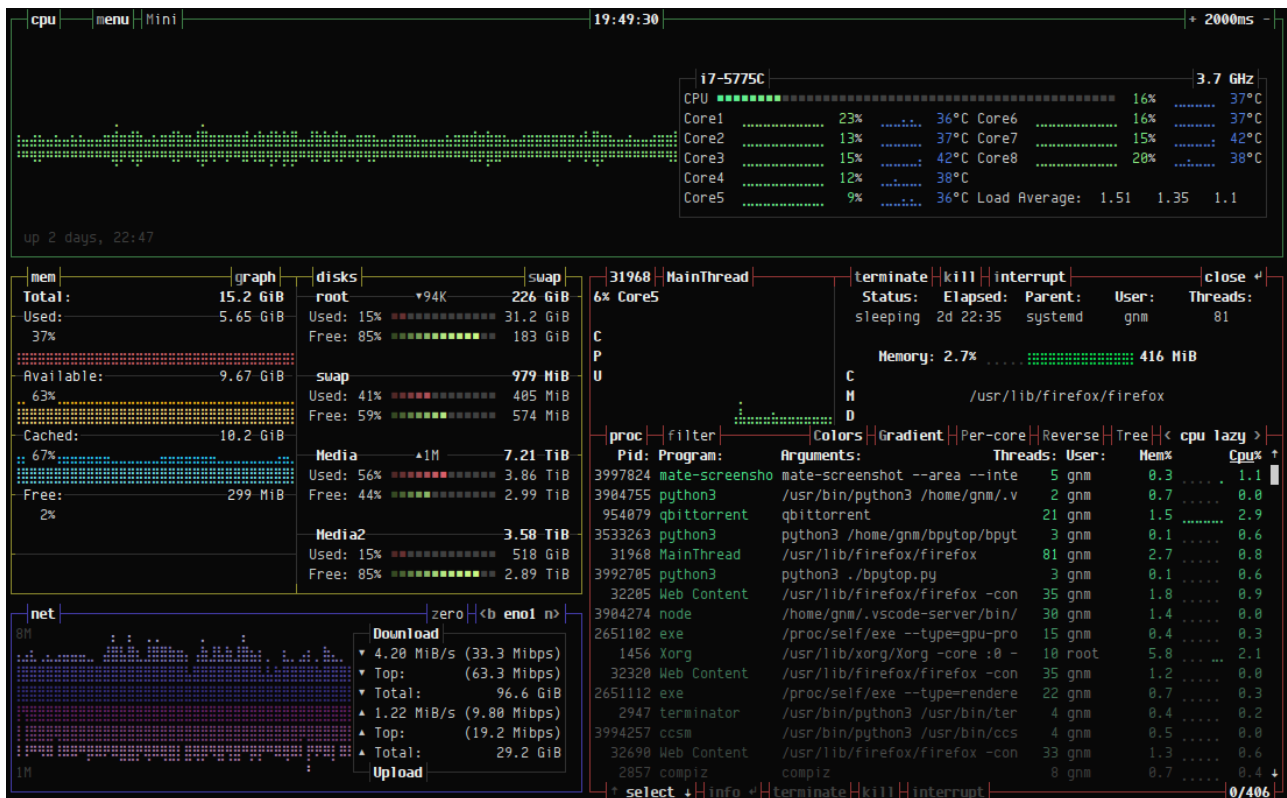 cpu menu Mini 19:49:30 + 2000ms -
i7-5775C 3.7 GHz
CPU 16% 37°C
Core1 23% 36°C Core6 16% 37°C
Core2 13% 37°C Core7 15% 42°C
Core3 15% 42°C Core8 20% 38°C
Core4 12% 38°C
Core5 9% 36°C Load Average: 1.51 1.35 1.1
up 2 days, 22:47
mem graph
Total: 15.2 GiB
Used: 5.65 GiB
37%
Available: 9.67 GiB
63%
Cached: 10.2 GiB
67%
Free: 299 MiB
2%
disks swap
root ▼94K 226 GiB
Used: 15% 31.2 GiB
Free: 85% 183 GiB
swap 979 MiB
Used: 41% 405 MiB
Free: 59% 574 MiB
Media ▲1M 7.21 TiB
Used: 56% 3.86 TiB
Free: 44% 2.99 TiB
Media2 3.58 TiB
Used: 15% 518 GiB
Free: 85% 2.89 TiB
net zero <b eno1 n>
8M
1M
Download
▼ 4.20 MiB/s (33.3 Mibps)
▼ Top: (63.3 Mibps)
▼ Total: 96.6 GiB
▲ 1.22 MiB/s (9.80 Mibps)
▲ Top: (19.2 Mibps)
▲ Total: 29.2 GiB
Upload
31968 MainThread terminate kill interrupt close ↲
6% Core5
CPU
Status: Elapsed: Parent: User: Threads:
sleeping 2d 22:35 systemd gnm 81
Memory: 2.7% 416 MiB
CMD
/usr/lib/firefox/firefox
proc filter Colors Gradient Per-core Reverse Tree < cpu lazy >
Pid: Program: Arguments: Threads: User: Mem% Cpu% ↑
3997824 mate-screensho mate-screenshot --area --inte 5 gnm 0.3 1.1
3904755 python3 /usr/bin/python3 /home/gnm/.v 2 gnm 0.7 0.0
954079 qbittorrent qbittorrent 21 gnm 1.5 2.9
3533263 python3 python3 /home/gnm/bpytop/bpyt 3 gnm 0.1 0.6
31968 MainThread /usr/lib/firefox/firefox 81 gnm 2.7 0.8
3992705 python3 python3 ./bpytop.py 3 gnm 0.1 0.6
32205 Web Content /usr/lib/firefox/firefox -con 35 gnm 1.8 0.9
3904274 node /home/gnm/.vscode-server/bin/ 30 gnm 1.4 0.0
2651102 exe /proc/self/exe --type=gpu-pro 15 gnm 0.4 0.3
1456 Xorg /usr/lib/xorg/Xorg -core :0 - 10 root 5.8 2.1
32320 Web Content /usr/lib/firefox/firefox -con 35 gnm 1.2 0.0
2651112 exe /proc/self/exe --type=rendere 22 gnm 0.7 0.3
2947 terminator /usr/bin/python3 /usr/bin/ter 4 gnm 0.4 0.2
3994257 ccsm /usr/bin/python3 /usr/bin/ccs 4 gnm 0.5 0.0
32690 Web Content /usr/lib/firefox/firefox -con 33 gnm 1.3 0.6
2857 compiz compiz 8 gnm 0.7 0.4 ↓
↑ select ↓ info ↲ terminate kill interrupt 0/406